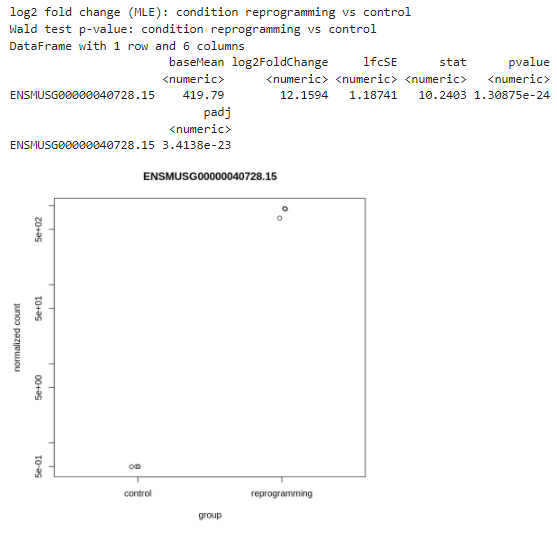 log2 fold change (MLE): condition reprogramming vs control
Wald test p-value: condition reprogramming vs control
DataFrame with 1 row and 6 columns
baseMean log2FoldChange lfcSE stat pvalue
<numeric> <numeric> <numeric> <numeric> <numeric>
ENSMUSG00000040728.15 419.79 12.1594 1.18741 10.2403 1.30875e-24
padj
<numeric>
ENSMUSG00000040728.15 3.4138e-23
ENSMUSG00000040728.15
normalized count
5e+02
5e+01
5e+00
5e-01
control reprogramming
group